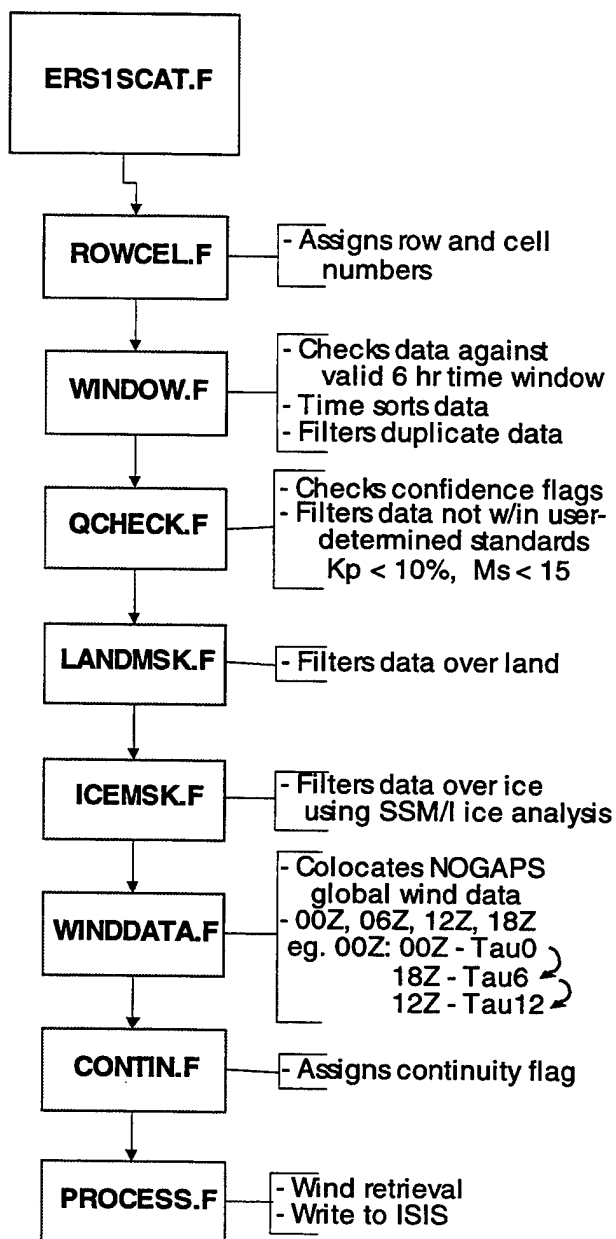 ERS1SCAT.F
ROWCEL.F
- Assigns row and cell
numbers
WINDOW.F
- Checks data against
valid 6 hr time window
- Time sorts data
- Filters duplicate data
QCHECK.F
- Checks confidence flags
- Filters data not w/in user-
determined standards
Kp < 10%, Ms < 15
LANDMSK.F
- Filters data over land
ICEMSK.F
- Filters data over ice
using SSM/I ice analysis
WINDDATA.F
- Colocates NOGAPS
global wind data
- 00Z, 06Z, 12Z, 18Z
eg. 00Z: 00Z - Tau0
18Z - Tau6
12Z - Tau12
CONTIN.F
- Assigns continuity flag
PROCESS.F
- Wind retrieval
- Write to ISIS